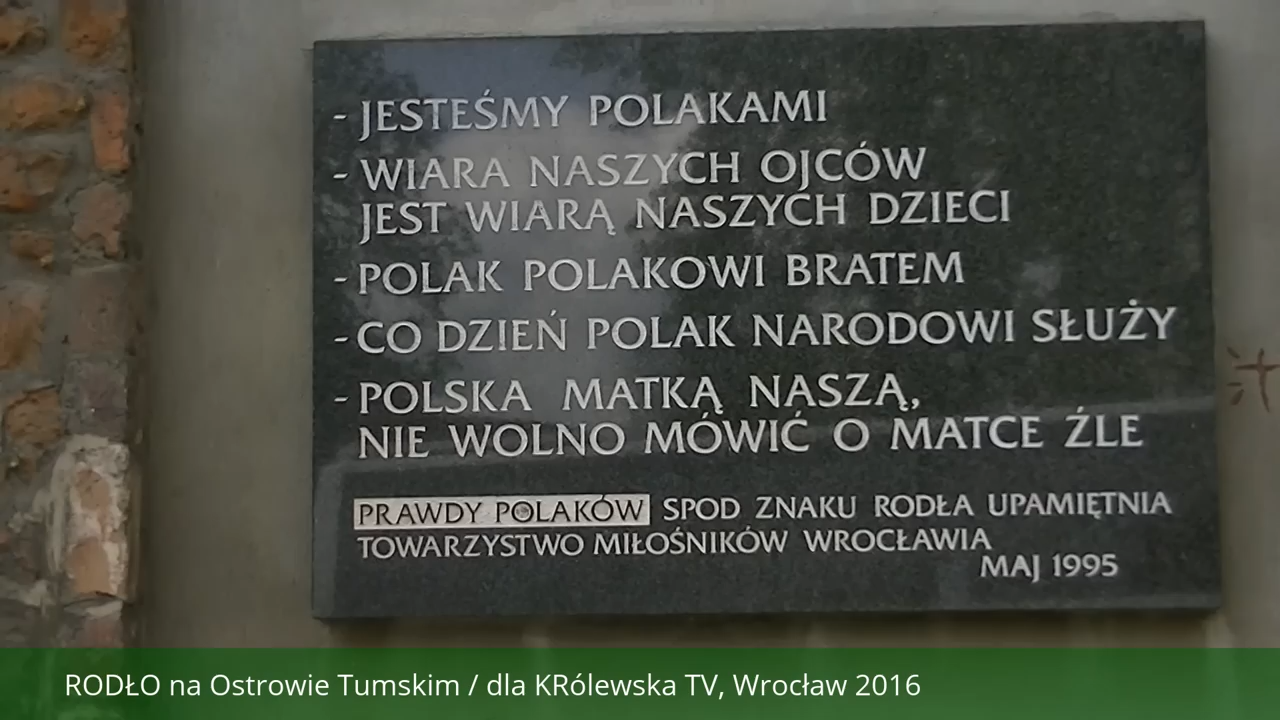 - JESTEŚMY POLAKAMI
- WIARA NASZYCH OJCÓW
JEST WIARĄ NASZYCH DZIECI
- POLAK POLAKOWI BRATEM
- CO DZIEŃ POLAK NARODOWI SŁUŻY
- POLSKA MATKĄ NASZĄ,
NIE WOLNO MÓWIĆ O MATCE ŹLE
PRAWDY POLAKÓW SPOD ZNAKU RODŁA UPAMIĘTNIA
TOWARZYSTWO MIŁOŚNIKÓW WROCŁAWIA
MAJ 1995
RODŁO na Ostrowie Tumskim / dla KRólewska TV, Wrocław 2016